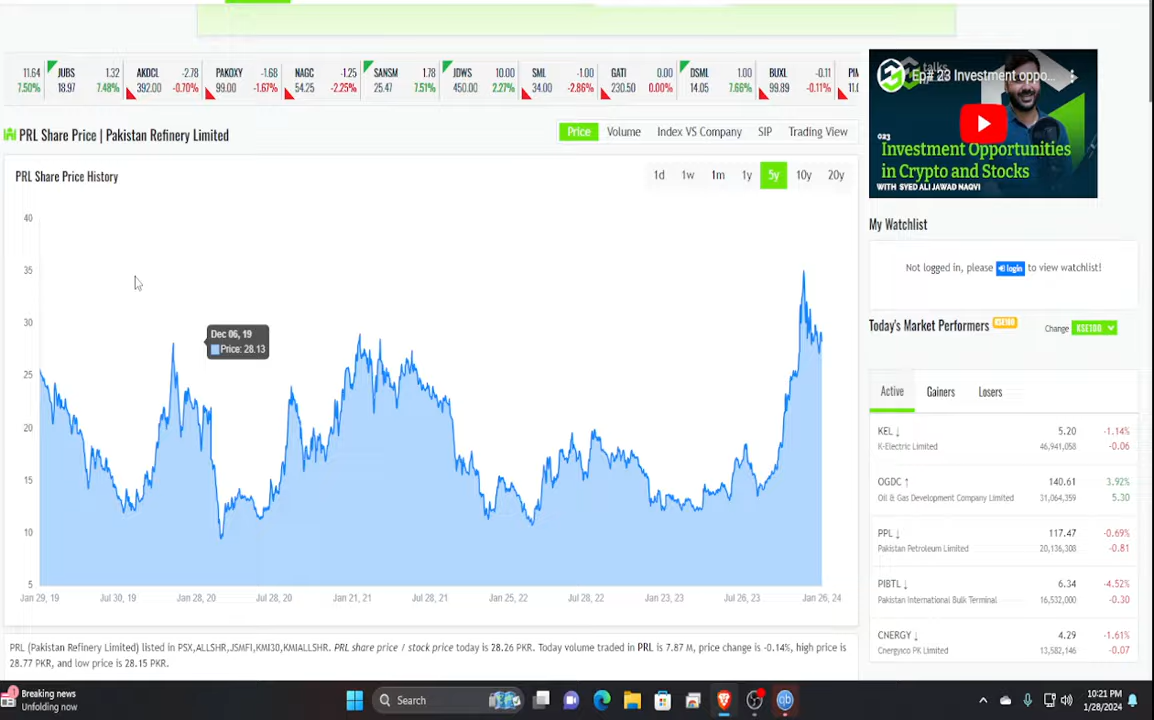 11.64 JUBS 1.32 AKDCL -2.78 PAKOXY -1.68 NAGC -1.25 SANSM 1.78 JDWS 10.00 SML -1.00 GATI 0.00 DSML 1.00 BUXL -0.11
7.50% 18.97 7.48% 392.00 -0.70% 99.00 -1.67% 54.25 -2.25% 25.47 7.51% 450.00 2.27% 34.00 -2.86% 230.50 0.00% 14.05 7.66% 99.89 -0.11% 11.0
PRL Share Price | Pakistan Refinery Limited
Price Volume Index VS Company SIP Trading View
PRL Share Price History
1d 1w 1m 1y 5y 10y 20y
40
35
30
25
20
15
10
5
Dec 06, 19
Price: 28.13
Jan 29, 19 Jul 30, 19 Jan 28, 20 Jul 28, 20 Jan 21, 21 Jul 28, 21 Jan 25, 22 Jul 28, 22 Jan 23, 23 Jul 26, 23 Jan 26, 24
PRL (Pakistan Refinery Limited) listed in PSX,ALLSHR,JSMFI,KMI30,KMIALLSHR. PRL share price / stock price today is 28.26 PKR. Today volume traded in PRL is 7.87 M, price change is -0.14%, high price is
28.77 PKR, and low price is 28.15 PKR.
talks
Ep# 23 Investment oppo...
023
Investment Opportunities
in Crypto and Stocks
WITH SYED ALI JAWAD NAQVI
My Watchlist
Not logged in, please login to view watchlist!
Today's Market Performers KSE100
Change KSE100
Active Gainers Losers
KEL ↓ 5.20 -1.14%
K-Electric Limited 46,941,058 -0.06
OGDC ↑ 140.61 3.92%
Oil & Gas Development Company Limited 31,064,359 5.30
PPL ↓ 117.47 -0.69%
Pakistan Petroleum Limited 20,136,308 -0.81
PIBTL ↓ 6.34 -4.52%
Pakistan International Bulk Terminal 16,532,000 -0.30
CNERGY ↓ 4.29 -1.61%
Cnergyico PK Limited 13,582,146 -0.07
Breaking news
Unfolding now
Search
10:21 PM
1/28/2024